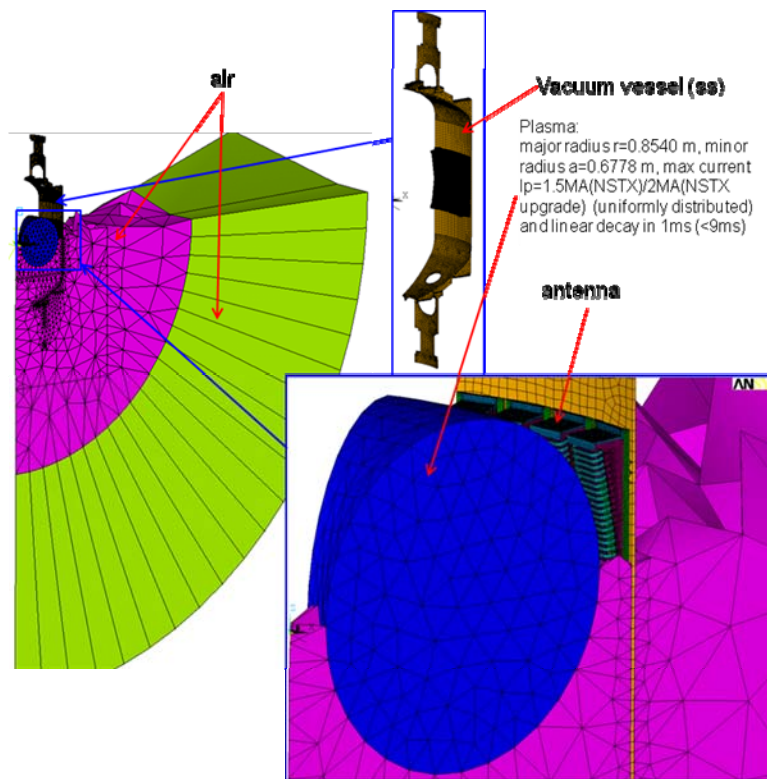 air
Vacuum vessel (ss)
Plasma:
major radius r=0.8540 m, minor
radius a=0.6778 m, max current
Ip=1.5MA(NSTX)/2MA(NSTX
upgrade) (uniformly distributed)
and linear decay in 1ms (<9ms)
antenna
AN
X